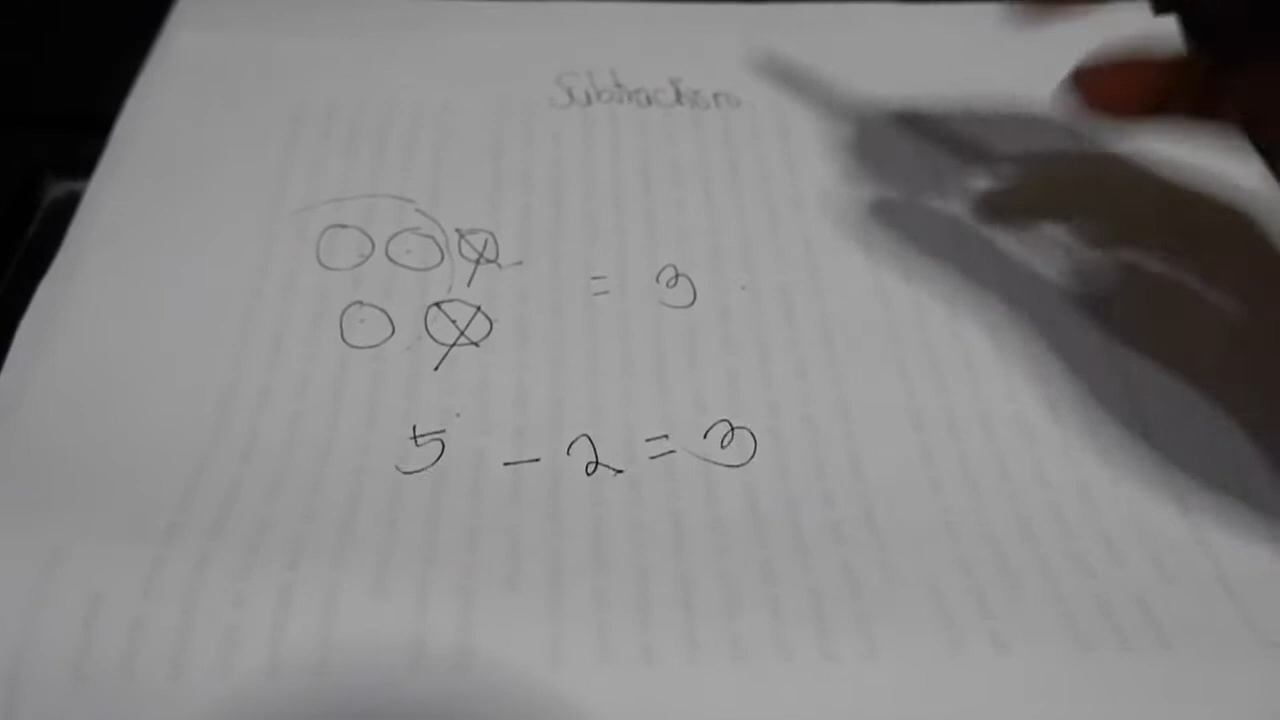 Subtraction
= 3
5 - 2 = 3